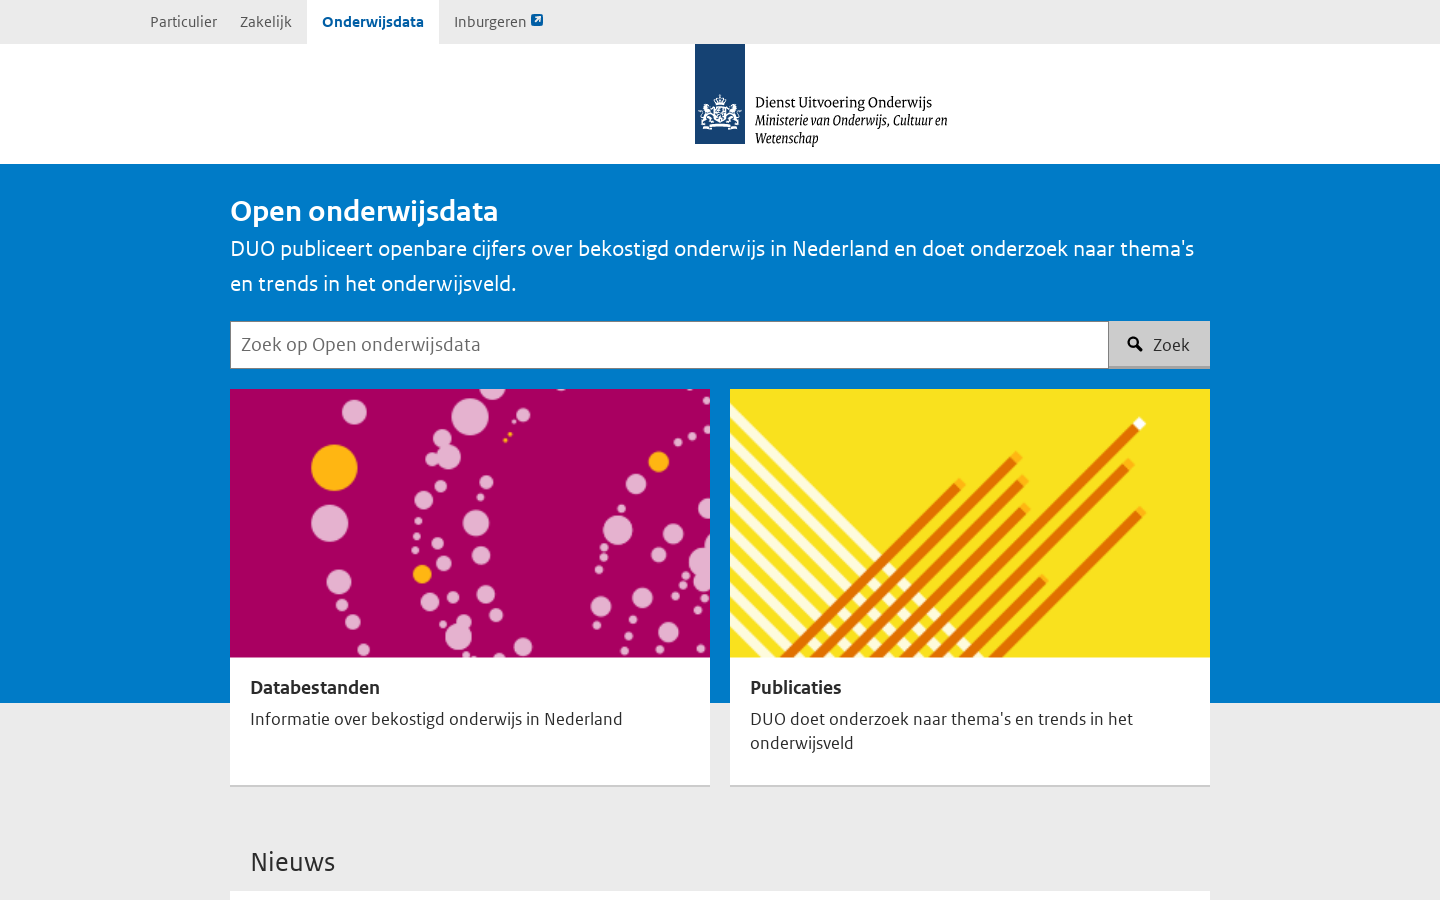 Particulier
Zakelijk
Onderwijsdata
Inburgeren
Dienst Uitvoering Onderwijs
Ministerie van Onderwijs, Cultuur en
Wetenschap
Open onderwijsdata
DUO publiceert openbare cijfers over bekostigd onderwijs in Nederland en doet onderzoek naar thema's
en trends in het onderwijsveld.
Zoek op Open onderwijsdata
Zoek
Databestanden
Informatie over bekostigd onderwijs in Nederland
Publicaties
DUO doet onderzoek naar thema's en trends in het
onderwijsveld
Nieuws